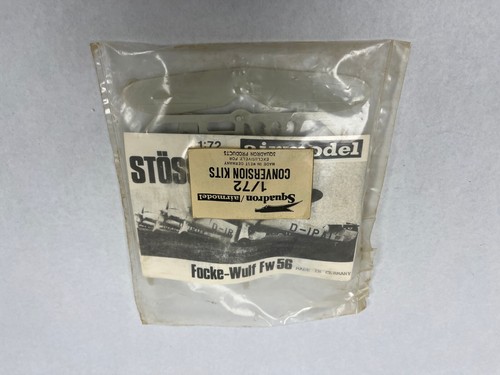 1:72 airmodel
STÖS
Squadron/airmodel
1/72
CONVERSION KITS
MADE IN WEST GERMANY
EXCLUSIVELY FOR
SQUADRON PRODUCTS
D-IP
Focke-Wulf Fw 56 MADE IN GERMANY